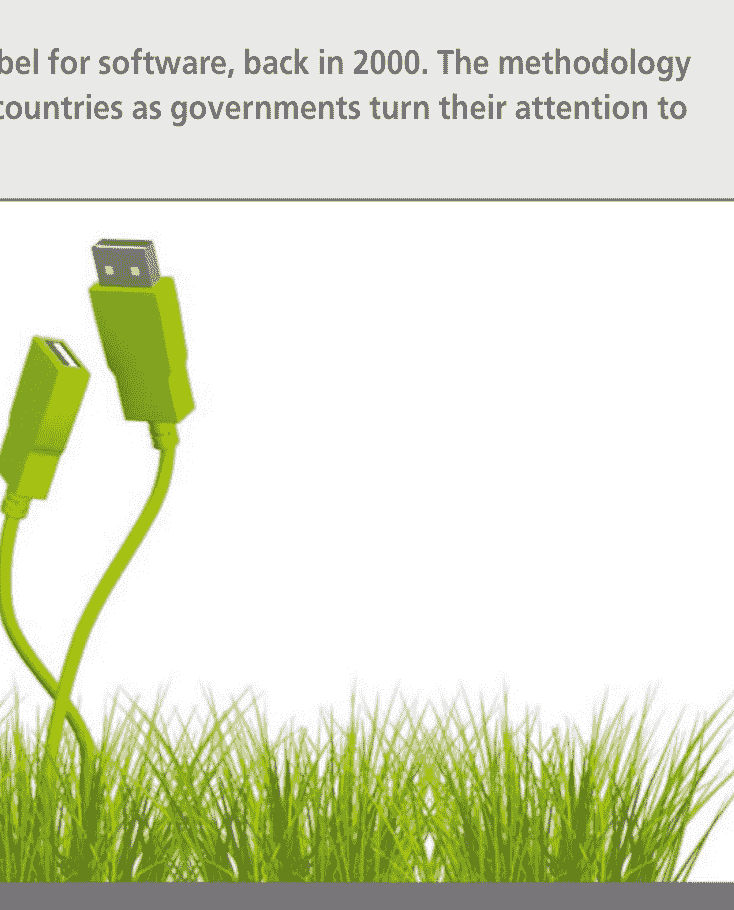 bel for software, back in 2000. The methodology
countries as governments turn their attention to